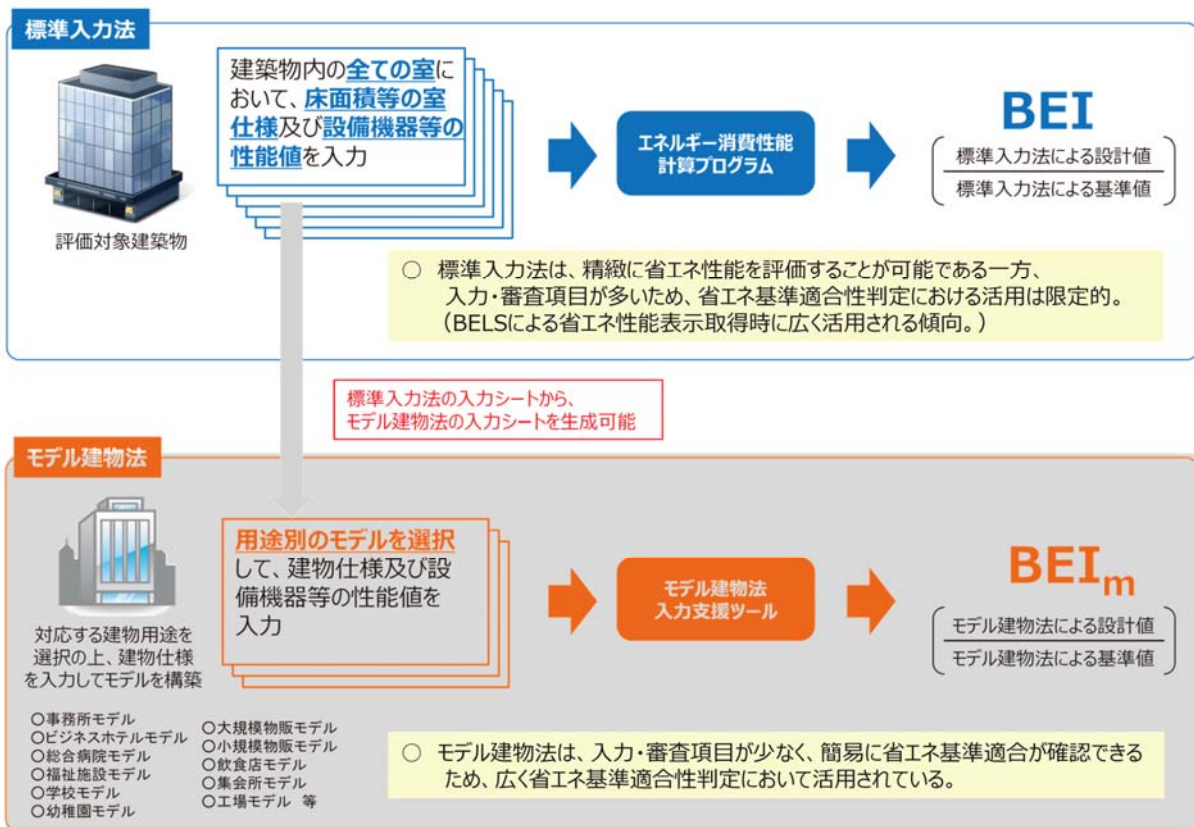 標準入力法
建築物内の全ての室に
おいて、床面積等の室
仕様及び設備機器等の
性能値を入力
評価対象建築物
エネルギー消費性能
計算プログラム
BEI
標準入力法による設計値
標準入力法による基準値
○ 標準入力法は、精緻に省エネ性能を評価することが可能である一方、
入力・審査項目が多いため、省エネ基準適合性判定における活用は限定的。
（BELSによる省エネ性能表示取得時に広く活用される傾向。）
標準入力法の入力シートから、
モデル建物法の入力シートを生成可能
モデル建物法
用途別のモデルを選択
して、建物仕様及び設
備機器等の性能値を
入力
対応する建物用途を
選択の上、建物仕様
を入力してモデルを構築
モデル建物法
入力支援ツール
BEIm
モデル建物法による設計値
モデル建物法による基準値
○事務所モデル
○ビジネスホテルモデル
○総合病院モデル
○福祉施設モデル
○学校モデル
○幼稚園モデル
○大規模物販モデル
○小規模物販モデル
○飲食店モデル
○集会所モデル
○工場モデル 等
○ モデル建物法は、入力・審査項目が少なく、簡易に省エネ基準適合が確認できる
ため、広く省エネ基準適合性判定において活用されている。